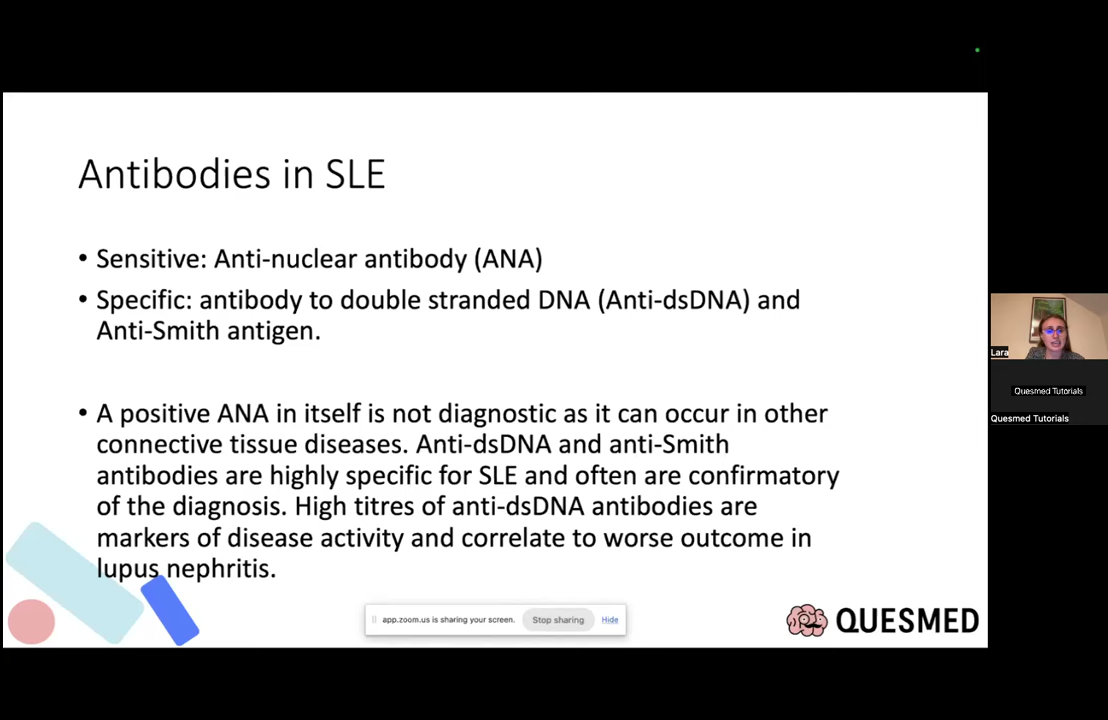 Antibodies in SLE
• Sensitive: Anti-nuclear antibody (ANA)
• Specific: antibody to double stranded DNA (Anti-dsDNA) and
Anti-Smith antigen.
• A positive ANA in itself is not diagnostic as it can occur in other
connective tissue diseases. Anti-dsDNA and anti-Smith
antibodies are highly specific for SLE and often are confirmatory
of the diagnosis. High titres of anti-dsDNA antibodies are
markers of disease activity and correlate to worse outcome in
lupus nephritis.
app.zoom.us is sharing your screen. Stop sharing Hide
QUESMED
Lara
Quesmed Tutorials
Quesmed Tutorials